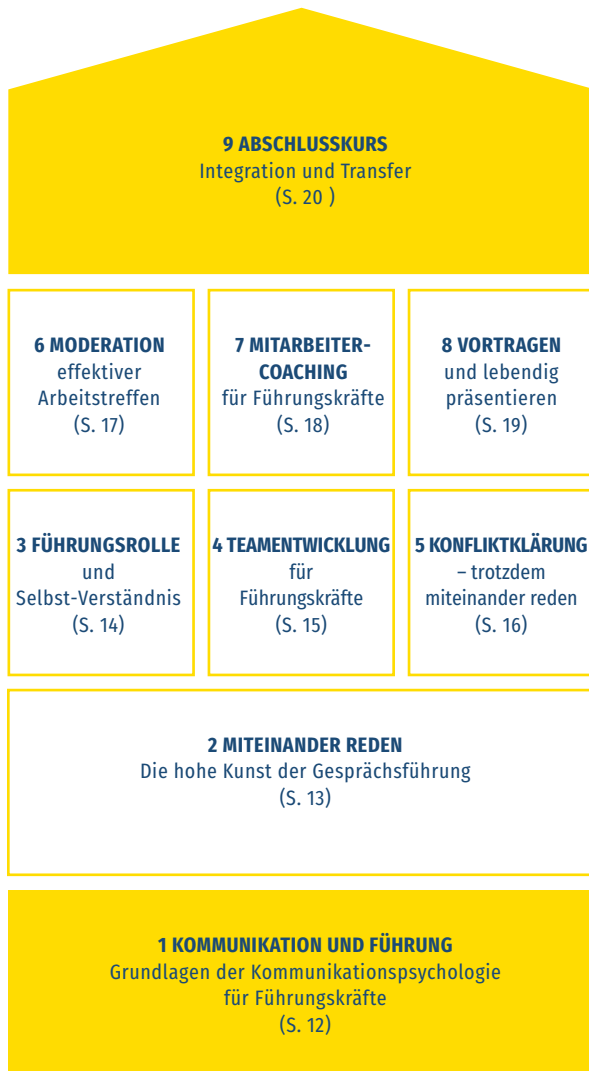 9 ABSCHLUSSKURS
Integration und Transfer
(S. 20 )
6 MODERATION
effektiver
Arbeitstreffen
(S. 17)
7 MITARBEITER-
COACHING
für Führungskräfte
(S. 18)
8 VORTRAGEN
und lebendig
präsentieren
(S. 19)
3 FÜHRUNGSROLLE
und
Selbst-Verständnis
(S. 14)
4 TEAMENTWICKLUNG
für
Führungskräfte
(S. 15)
5 KONFLIKTKLÄRUNG
– trotzdem
miteinander reden
(S. 16)
2 MITEINANDER REDEN
Die hohe Kunst der Gesprächsführung
(S. 13)
1 KOMMUNIKATION UND FÜHRUNG
Grundlagen der Kommunikationspsychologie
für Führungskräfte
(S. 12)